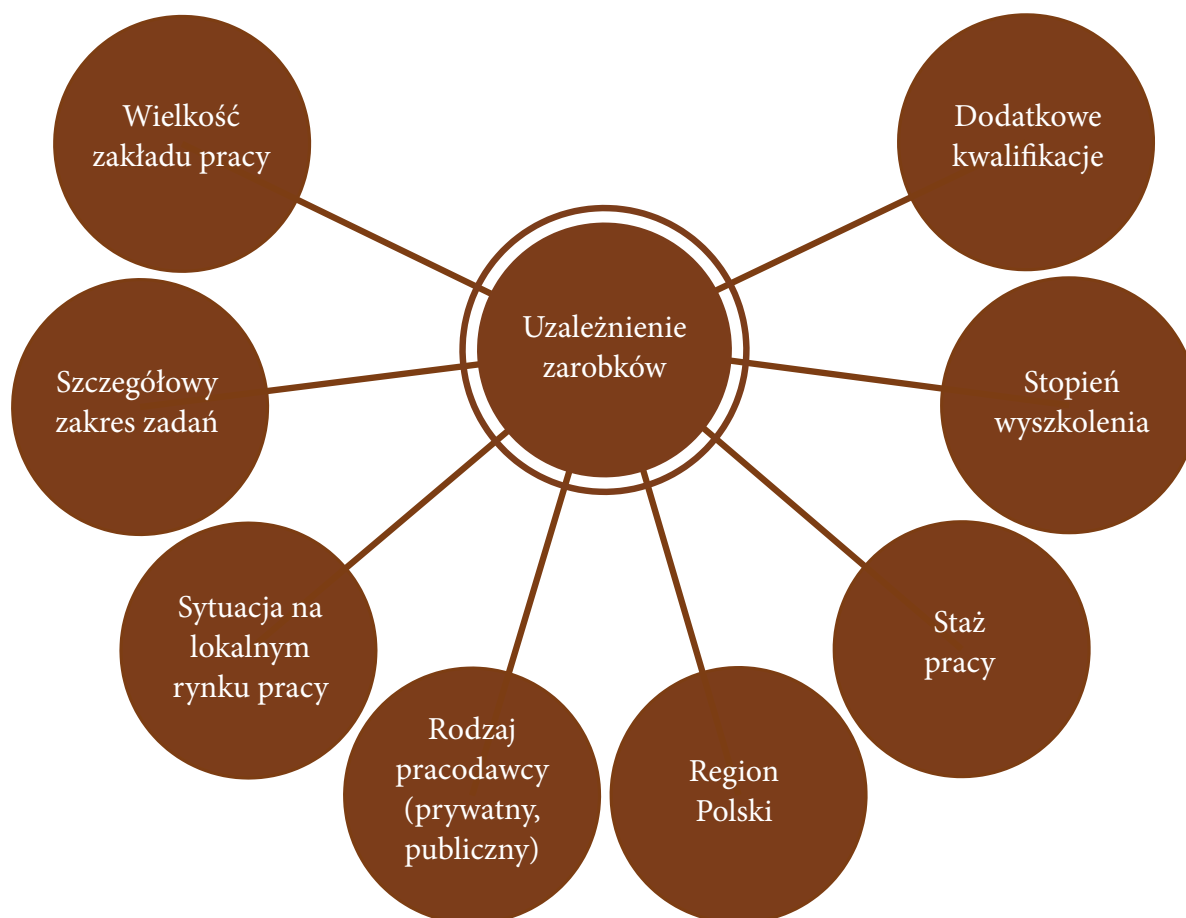 Wielkość
zakładu pracy
Dodatkowe
kwalifikacje
Uzależnienie
zarobków
Szczegółowy
zakres zadań
Stopień
wyszkolenia
Sytuacja na
lokalnym
rynku pracy
Staż
pracy
Rodzaj
pracodawcy
(prywatny,
publiczny)
Region
Polski